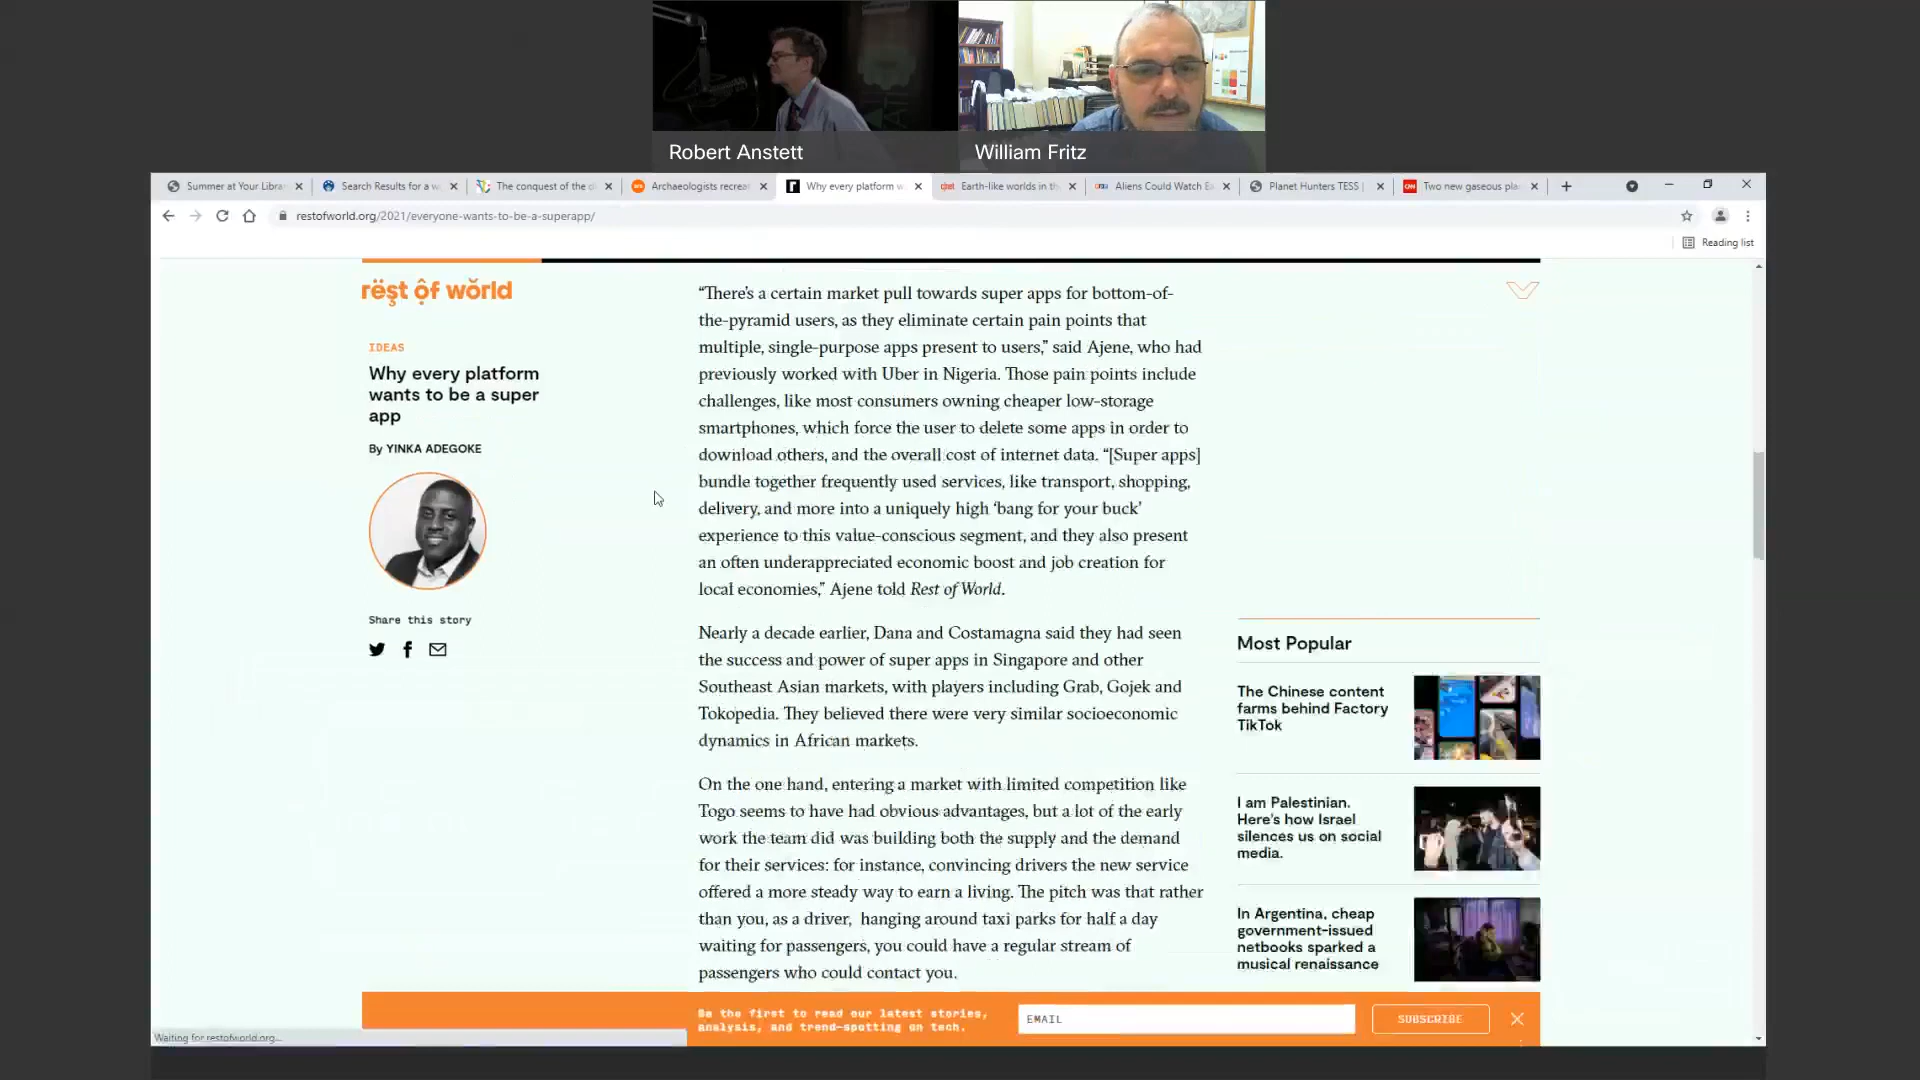 Robert Anstett
William Fritz
Summer at Your Libra
Search Results for a w
The conquest of the
Archaeologists recrea
Why every platform w
cnet Earth-like worlds in th
Aliens Could Watch E
Planet Hunters TESS |
CNN Two new gaseous pla
restofworld.org/2021/everyone-wants-to-be-a-superapp/
Reading list
rëşt ộf wŏrld
IDEAS
Why every platform
wants to be a super
app
By YINKA ADEGOKE
Share this story
“There’s a certain market pull towards super apps for bottom-of-
the-pyramid users, as they eliminate certain pain points that
multiple, single-purpose apps present to users,” said Ajene, who had
previously worked with Uber in Nigeria. Those pain points include
challenges, like most consumers owning cheaper low-storage
smartphones, which force the user to delete some apps in order to
download others, and the overall cost of internet data. “[Super apps]
bundle together frequently used services, like transport, shopping,
delivery, and more into a uniquely high ‘bang for your buck’
experience to this value-conscious segment, and they also present
an often underappreciated economic boost and job creation for
local economies,” Ajene told Rest of World.
Nearly a decade earlier, Dana and Costamagna said they had seen
the success and power of super apps in Singapore and other
Southeast Asian markets, with players including Grab, Gojek and
Tokopedia. They believed there were very similar socioeconomic
dynamics in African markets.
On the one hand, entering a market with limited competition like
Togo seems to have had obvious advantages, but a lot of the early
work the team did was building both the supply and the demand
for their services: for instance, convincing drivers the new service
offered a more steady way to earn a living. The pitch was that rather
than you, as a driver, hanging around taxi parks for half a day
waiting for passengers, you could have a regular stream of
passengers who could contact you.
Most Popular
The Chinese content
farms behind Factory
TikTok
I am Palestinian.
Here’s how Israel
silences us on social
media.
In Argentina, cheap
government-issued
netbooks sparked a
musical renaissance
Be the first to read our latest stories,
analysis, and trend-spotting on tech.
EMAIL
SUBSCRIBE
Waiting for restofworld.org...